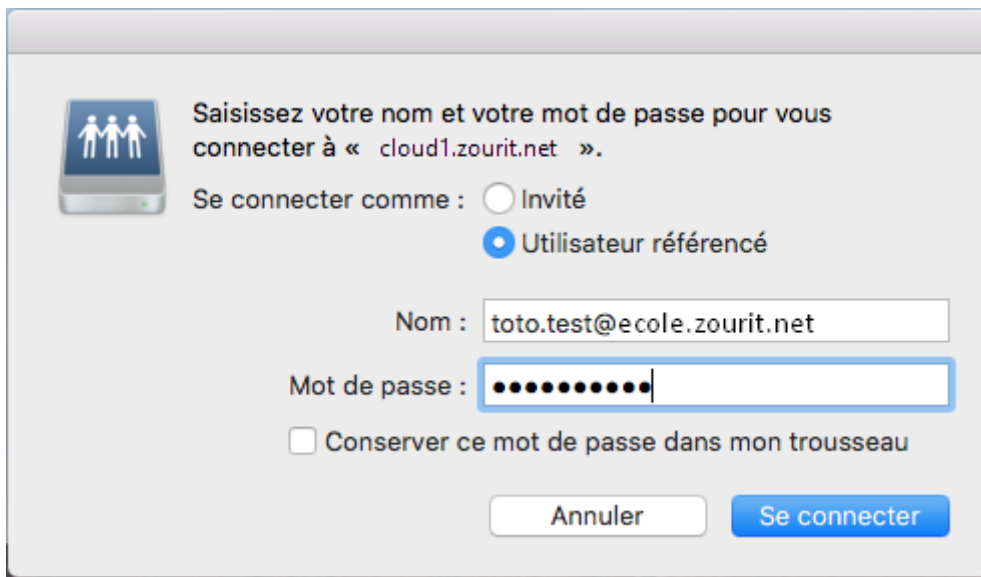 Saisissez votre nom et votre mot de passe pour vous
connecter à « cloud1.zourit.net ».
Se connecter comme : Invité
Utilisateur référencé
Nom : toto.test@ecole.zourit.net
Mot de passe : ••••••••••
Conserver ce mot de passe dans mon trousseau
Annuler Se connecter